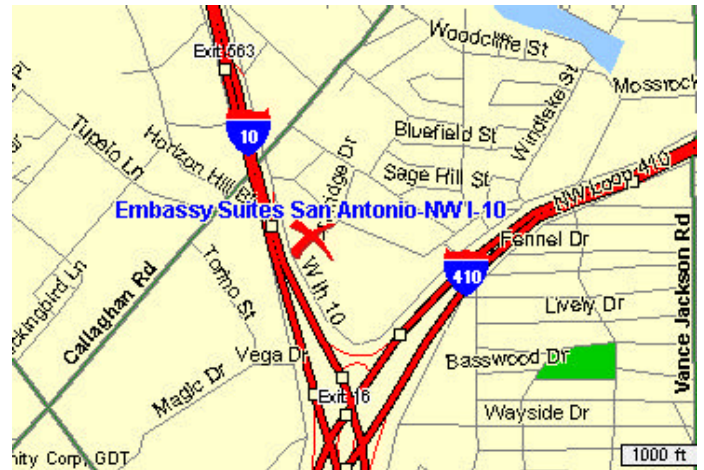 Woodcliffe St
Exit 563
Mossrock
Pl
10
Windlake St
Bluefield St
Tupelo Ln
Horizon Hill
Sage Hill St
NW Loop 410
Embassy Suites San Antonio-NW I-10
Fennel Dr
W Ih 10
410
Callaghan Rd
Torino St
Lively Dr
Vance Jackson Rd
Vega Dr
Basswood Dr
Magic Dr
Exit 16
Wayside Dr
GDT
1000 ft